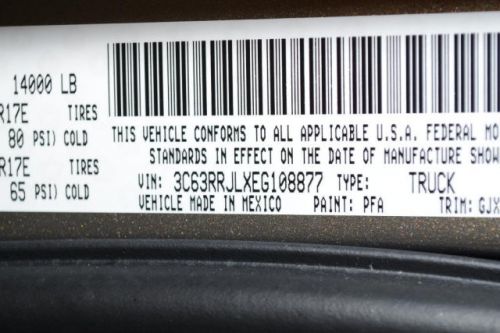 14000 LB
R17E TIRES
80 PSI) COLD
R17E TIRES
65 PSI) COLD
THIS VEHICLE CONFORMS TO ALL APPLICABLE U.S.A. FEDERAL MO
STANDARDS IN EFFECT ON THE DATE OF MANUFACTURE SHOW
VIN: 3C63RRJLXEG108877 TYPE: TRUCK
VEHICLE MADE IN MEXICO PAINT: PFA TRIM: GJX